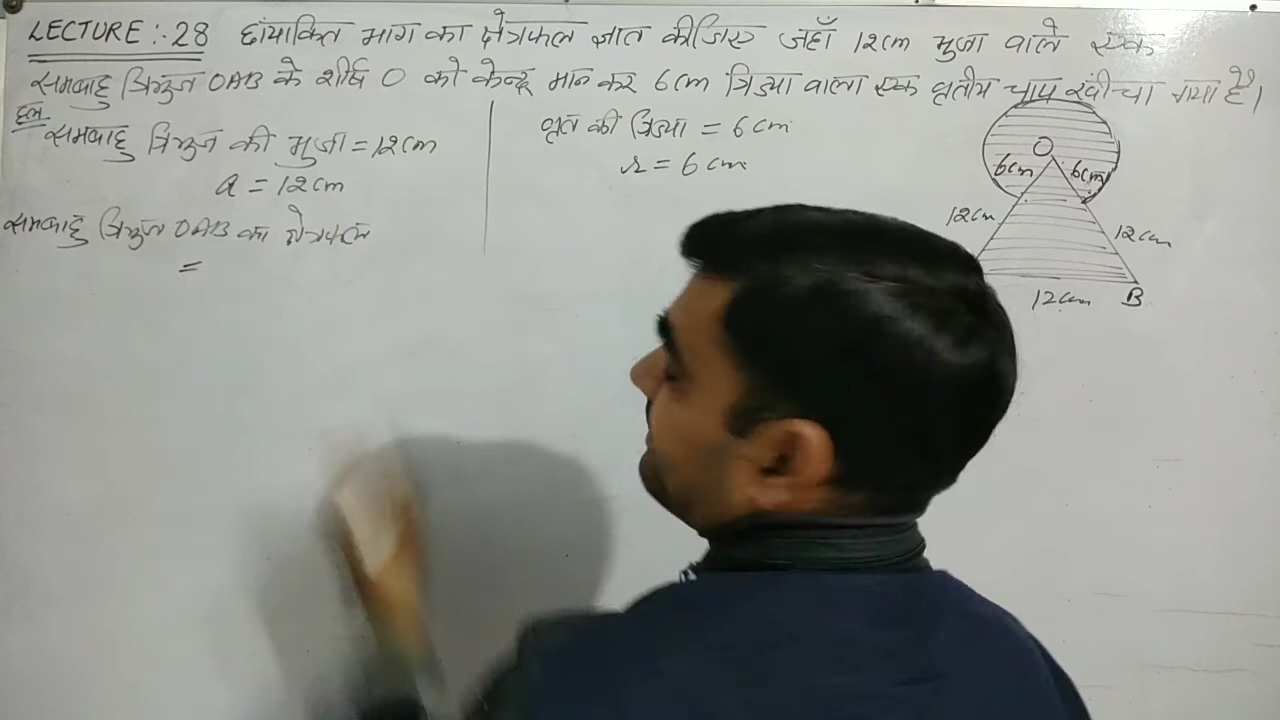 LECTURE :- 28 छायांकित भाग का क्षेत्रफल ज्ञात कीजिए जहाँ 12cm भुजा वाले एक
समबाहु त्रिभुज OAB के शीर्ष O को केन्द्र मान कर 6cm त्रिज्या वाला एक वृतीय चाप खींचा गया है।
हल
समबाहु त्रिभुज की भुजा = 12cm
a = 12cm
समबाहु त्रिभुज OAB का क्षेत्रफल
=
वृत की त्रिज्या = 6cm
r = 6cm
O
6cm 6cm
12cm 12cm
12cm B